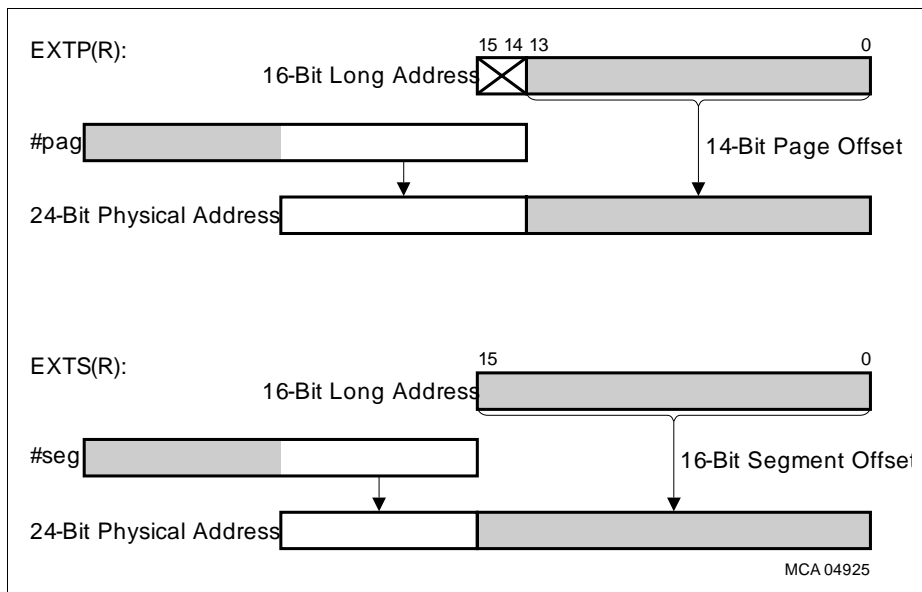 EXTP(R):
15 14 13 0
16-Bit Long Address
#pag
14-Bit Page Offset
24-Bit Physical Address
EXTS(R):
15 0
16-Bit Long Address
#seg
16-Bit Segment Offset
24-Bit Physical Address
MCA 04925